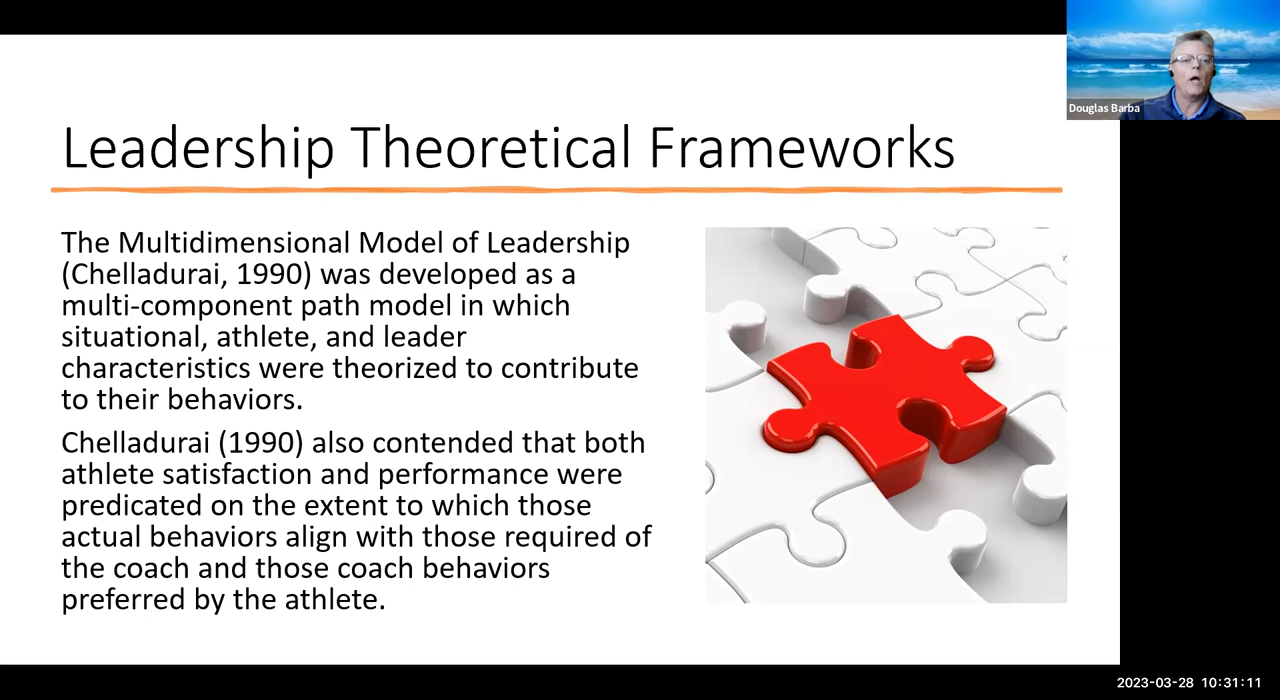 Douglas Barba
Leadership Theoretical Frameworks
The Multidimensional Model of Leadership
(Chelladurai, 1990) was developed as a
multi-component path model in which
situational, athlete, and leader
characteristics were theorized to contribute
to their behaviors.
Chelladurai (1990) also contended that both
athlete satisfaction and performance were
predicated on the extent to which those
actual behaviors align with those required of
the coach and those coach behaviors
preferred by the athlete.
2023-03-28 10:31:11